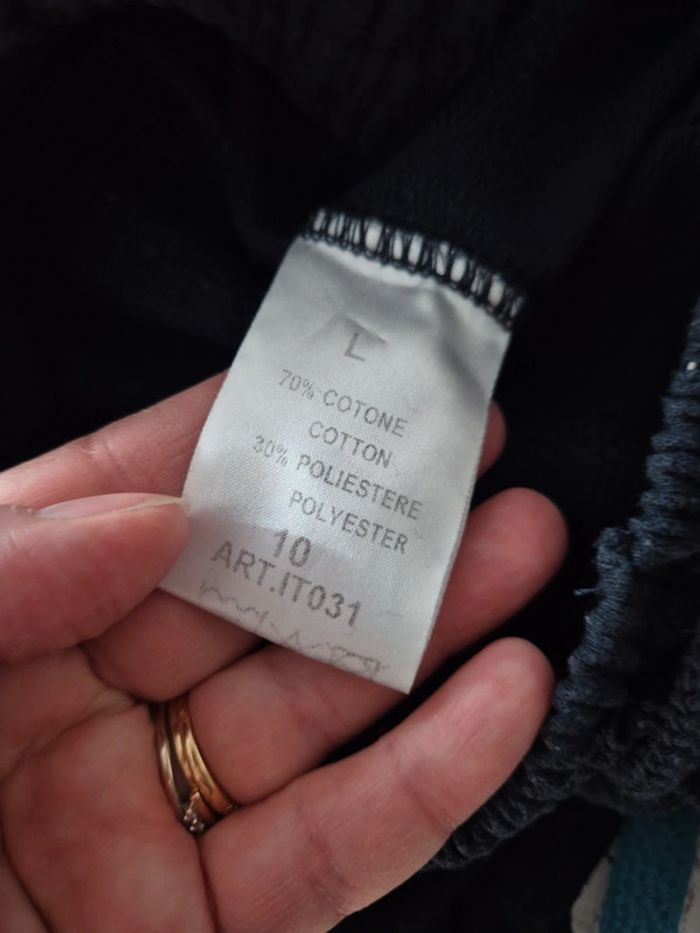 L
70% COTONE
COTTON
30% POLIESTERE
POLYESTER
10
ART.IT031